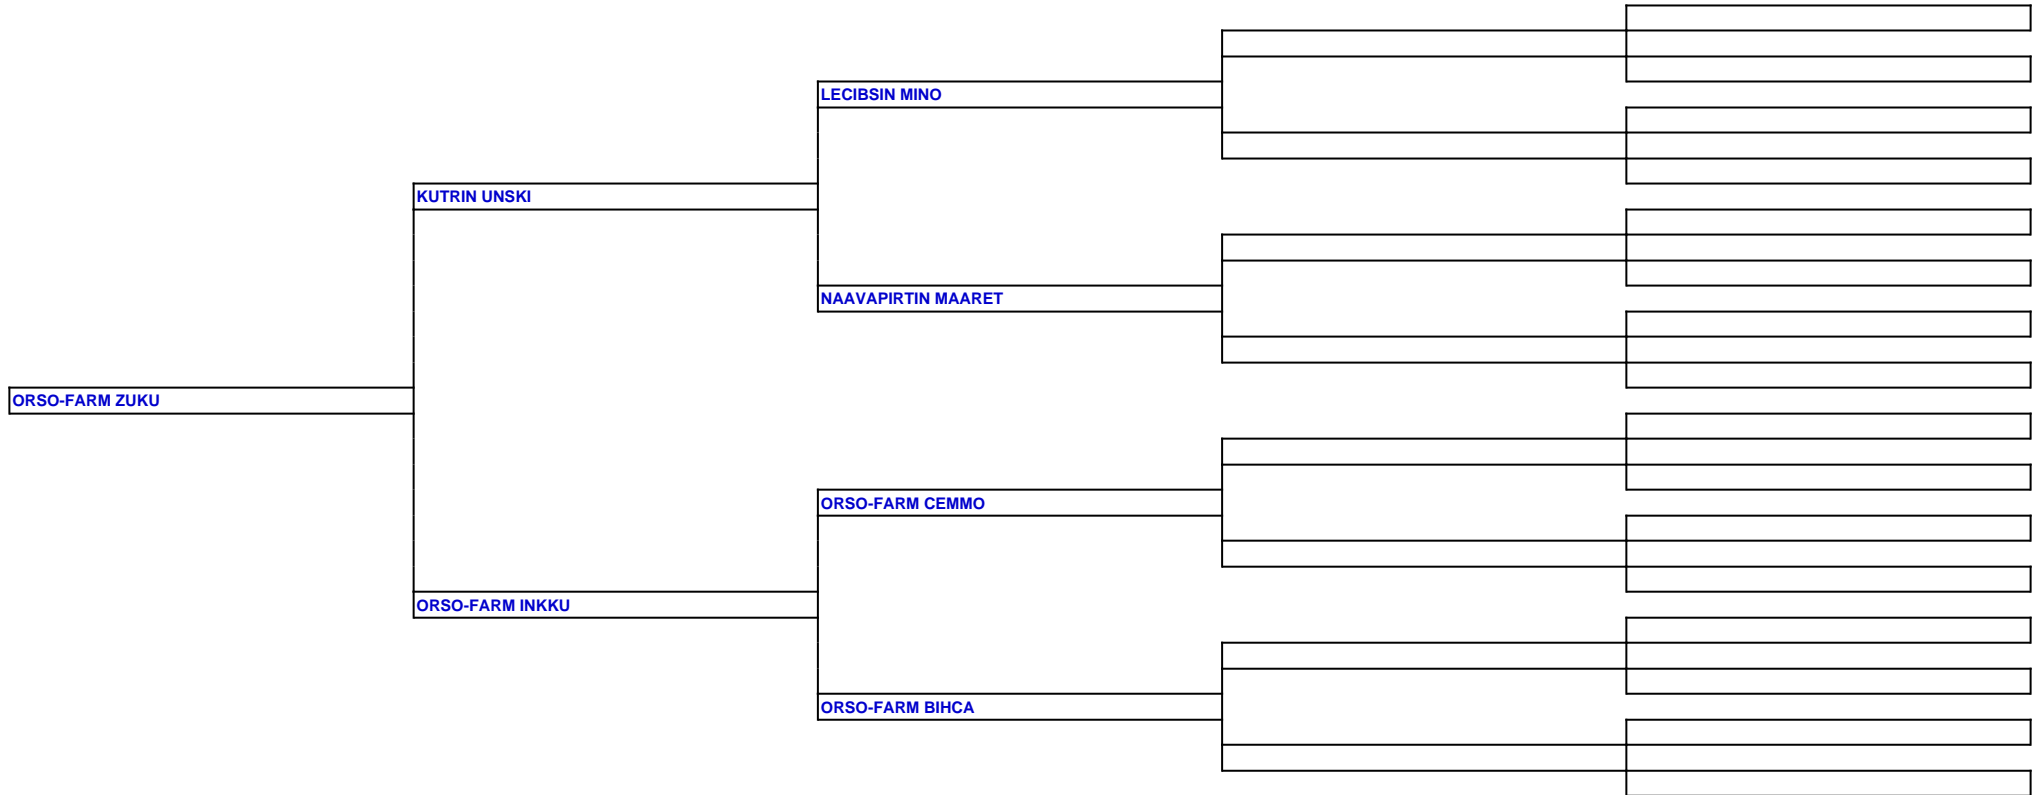 LECIBSIN MINO
KUTRIN UNSKI
NAAVAPIRTIN MAARET
ORSO-FARM ZUKU
ORSO-FARM CEMMO
ORSO-FARM INKKU
ORSO-FARM BIHCA